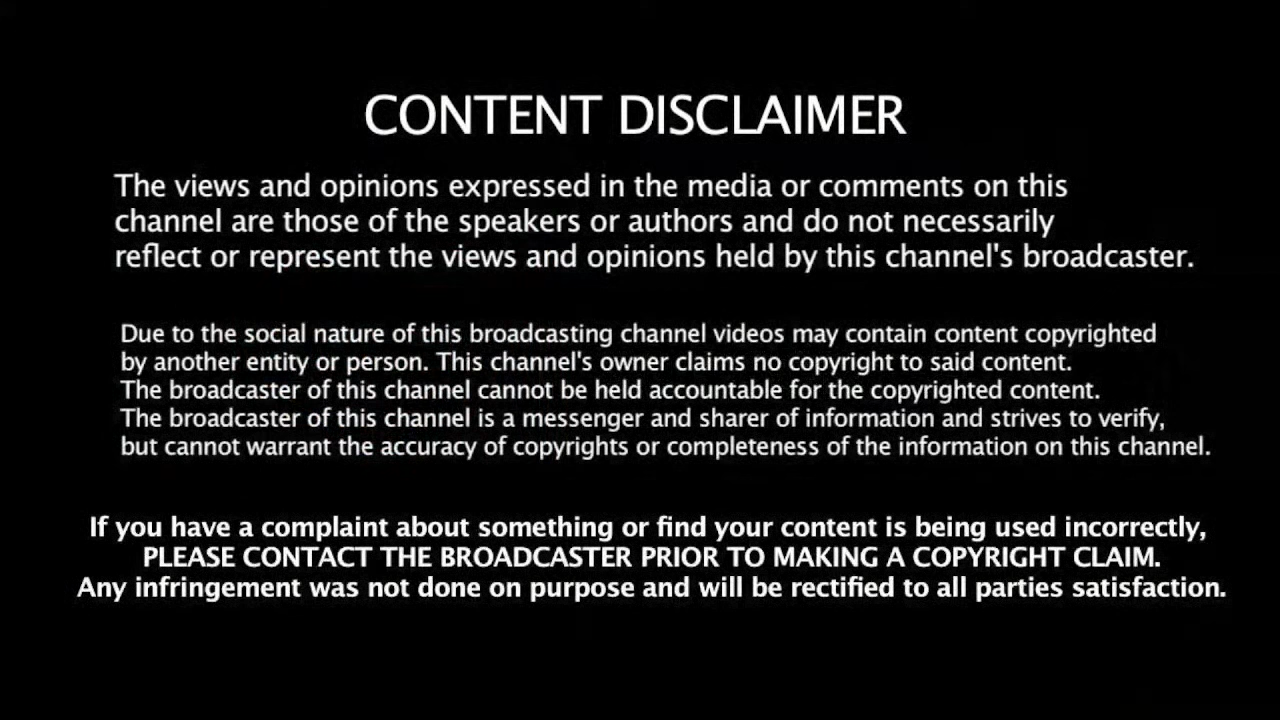 CONTENT DISCLAIMER
The views and opinions expressed in the media or comments on this
channel are those of the speakers or authors and do not necessarily
reflect or represent the views and opinions held by this channel's broadcaster.
Due to the social nature of this broadcasting channel videos may contain content copyrighted
by another entity or person. This channel's owner claims no copyright to said content.
The broadcaster of this channel cannot be held accountable for the copyrighted content.
The broadcaster of this channel is a messenger and sharer of information and strives to verify,
but cannot warrant the accuracy of copyrights or completeness of the information on this channel.
If you have a complaint about something or find your content is being used incorrectly,
PLEASE CONTACT THE BROADCASTER PRIOR TO MAKING A COPYRIGHT CLAIM.
Any infringement was not done on purpose and will be rectified to all parties satisfaction.